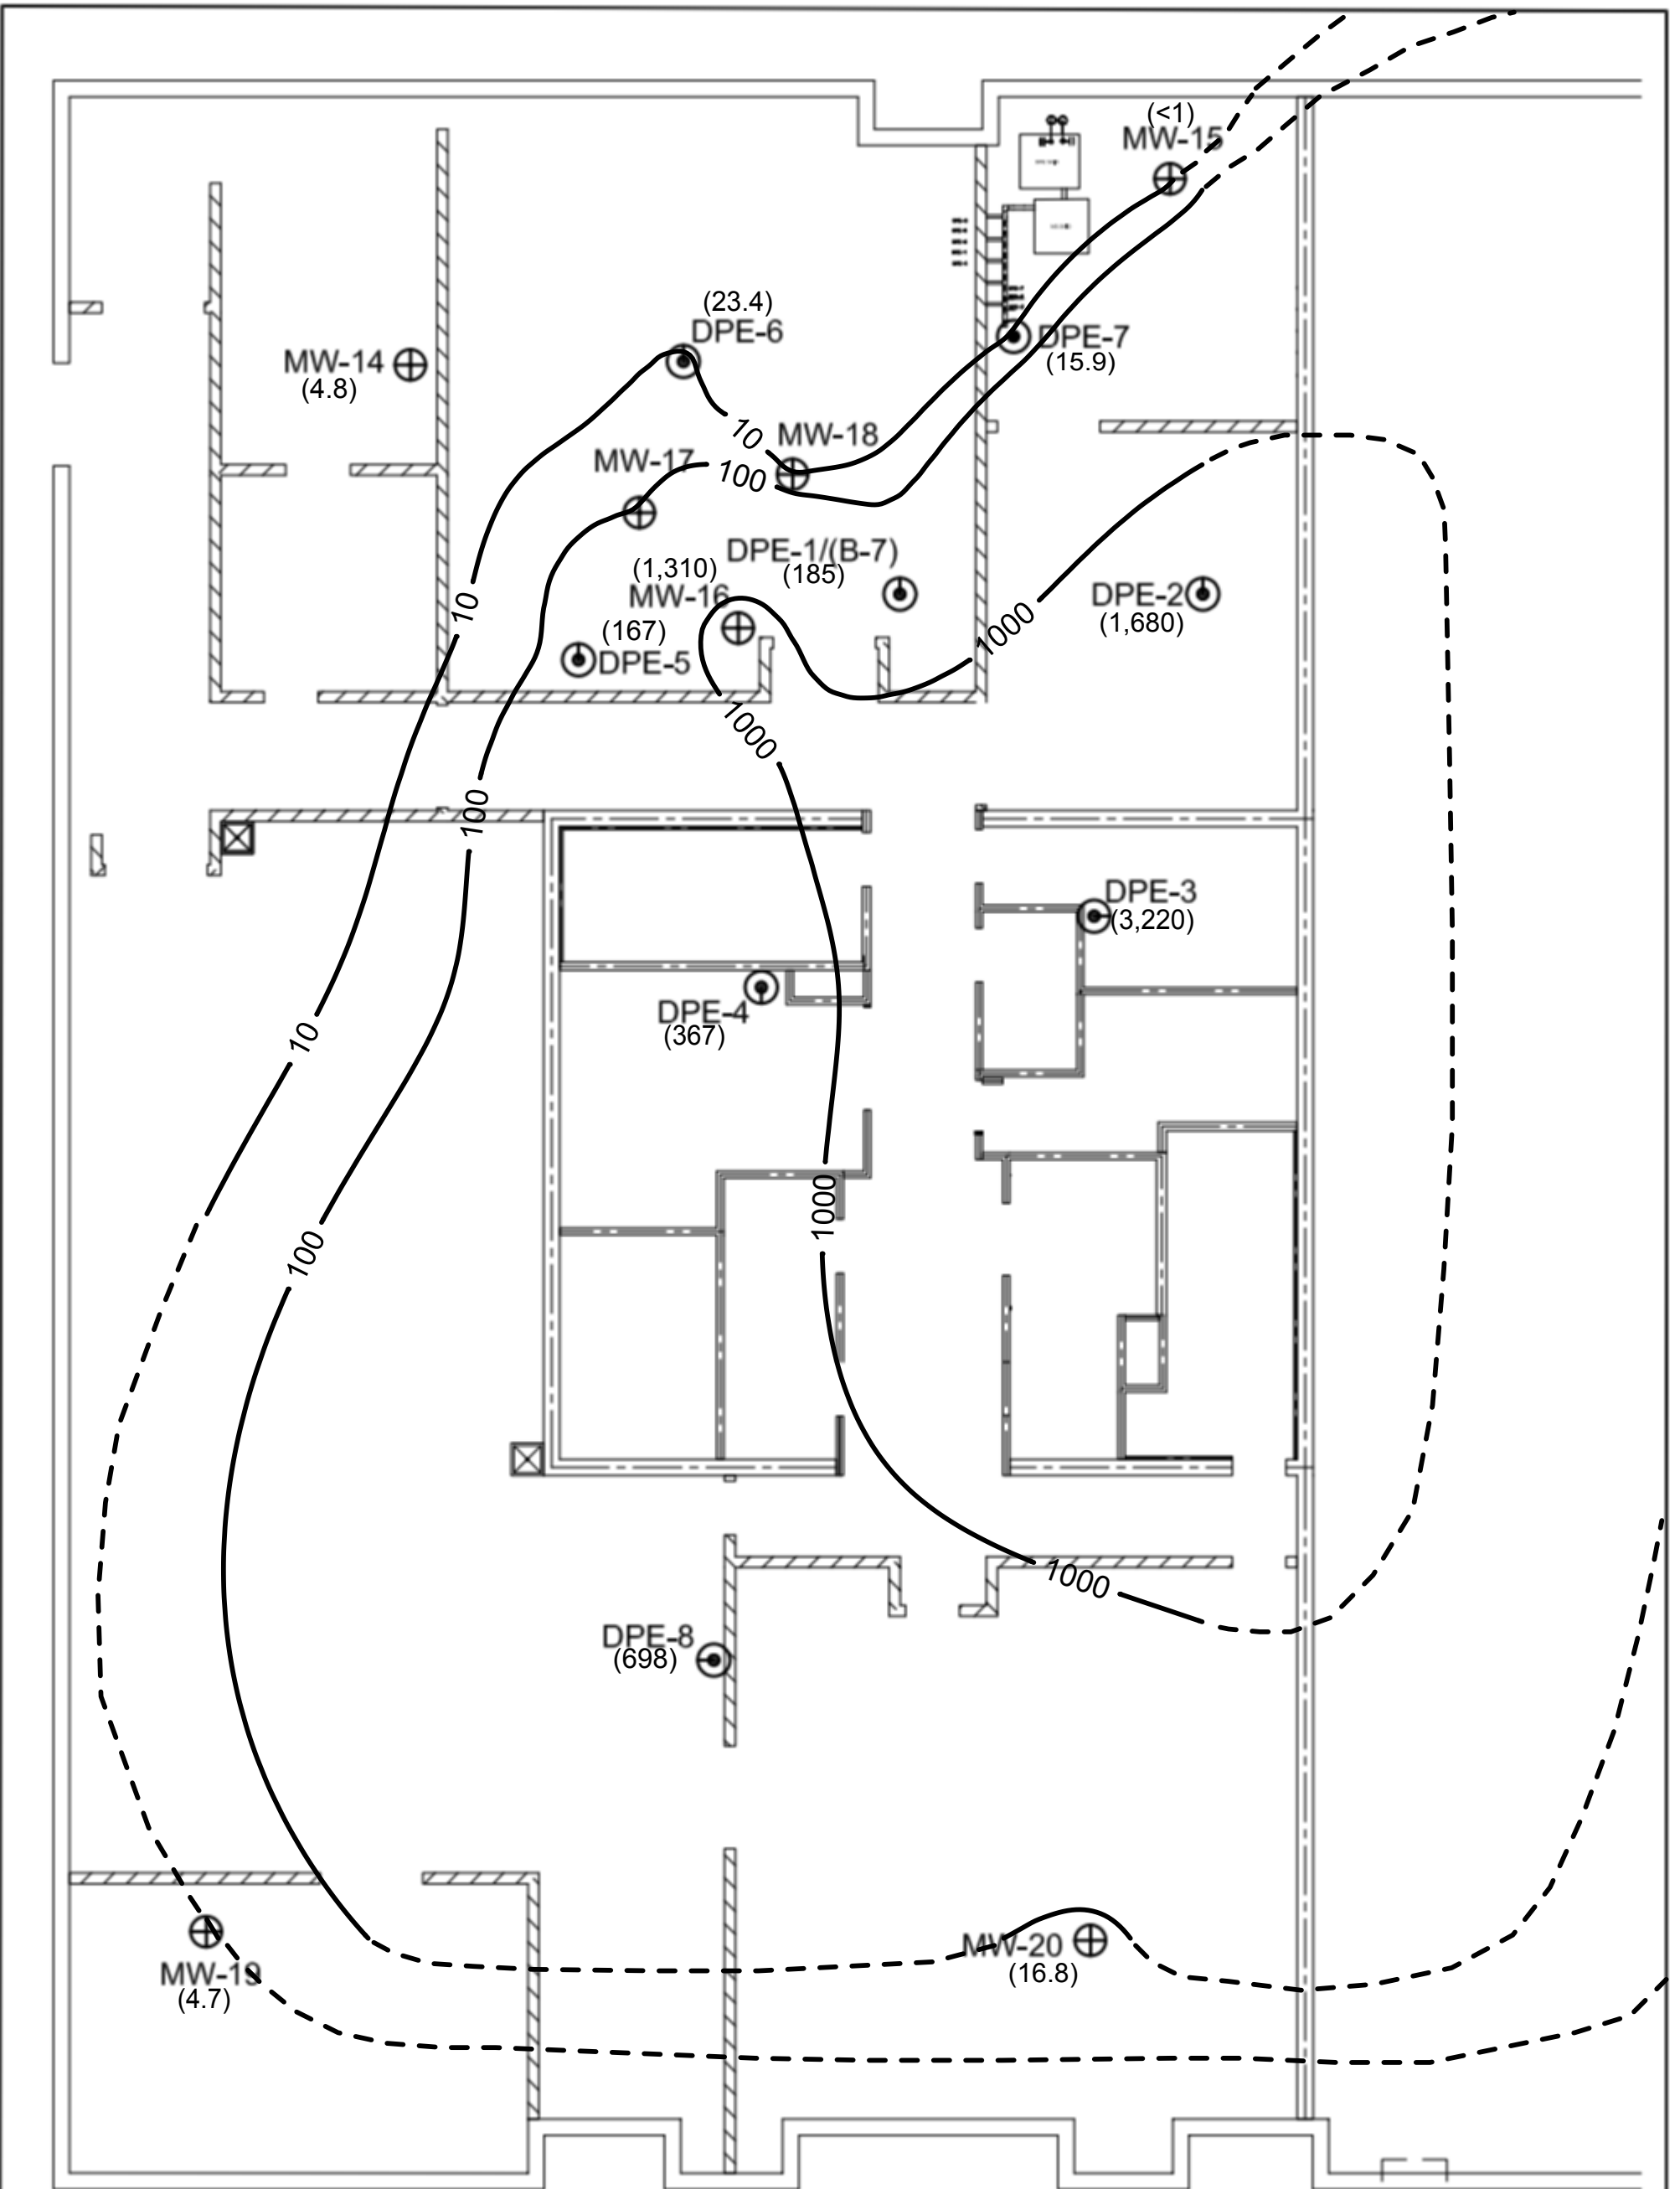 (<1)
MW-15
(23.4)
DPE-6
DPE-7
(15.9)
MW-14
(4.8)
10
MW-18
MW-17
100
DPE-1/(B-7)
(185)
(1,310)
MW-16
(167)
DPE-5
10
1000
DPE-2
(1,680)
1000
100
DPE-3
(3,220)
DPE-4
(367)
10
1000
100
1000
DPE-8
(698)
MW-20
(16.8)
MW-19
(4.7)